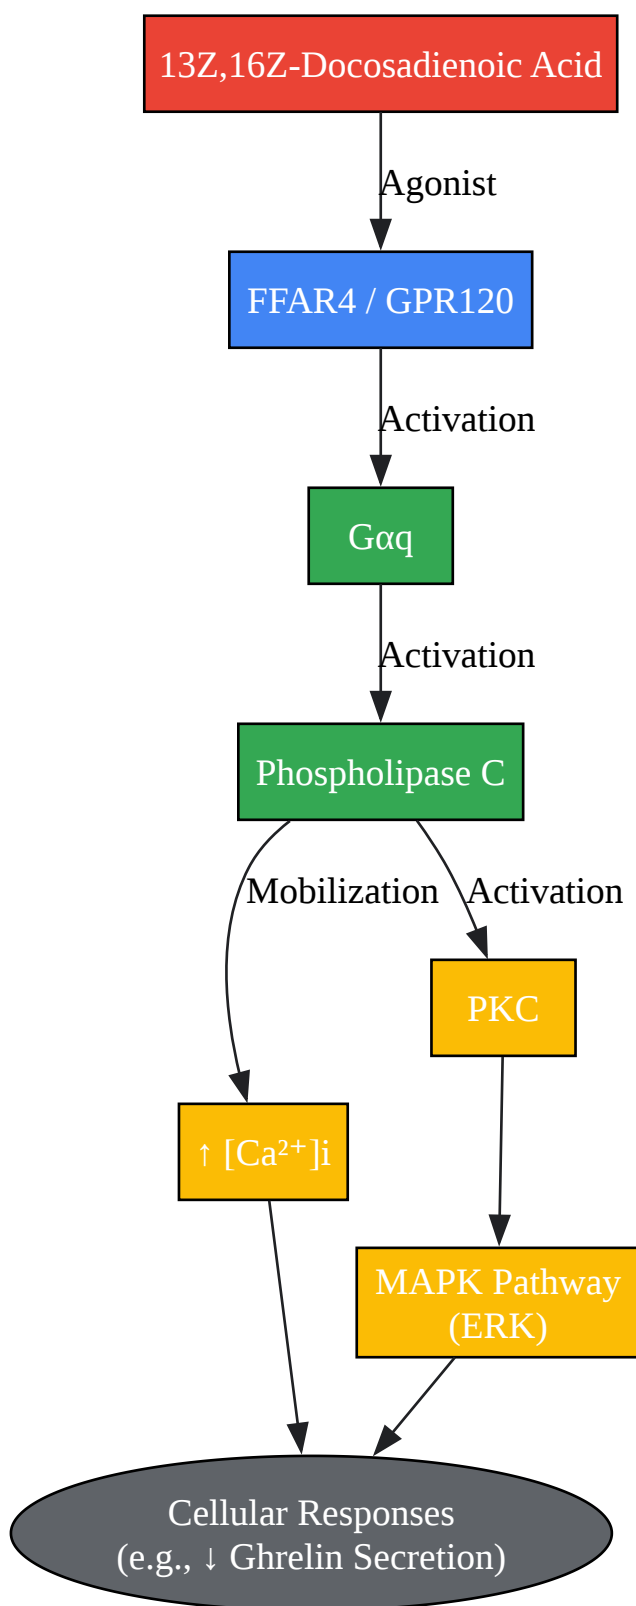 13Z,16Z-Docosadienoic Acid
Agonist
FFAR4 / GPR120
Activation
Gαq
Activation
Phospholipase C
Mobilization
Activation
PKC
↑ [Ca²⁺]i
MAPK Pathway
(ERK)
Cellular Responses
(e.g., ↓ Ghrelin Secretion)